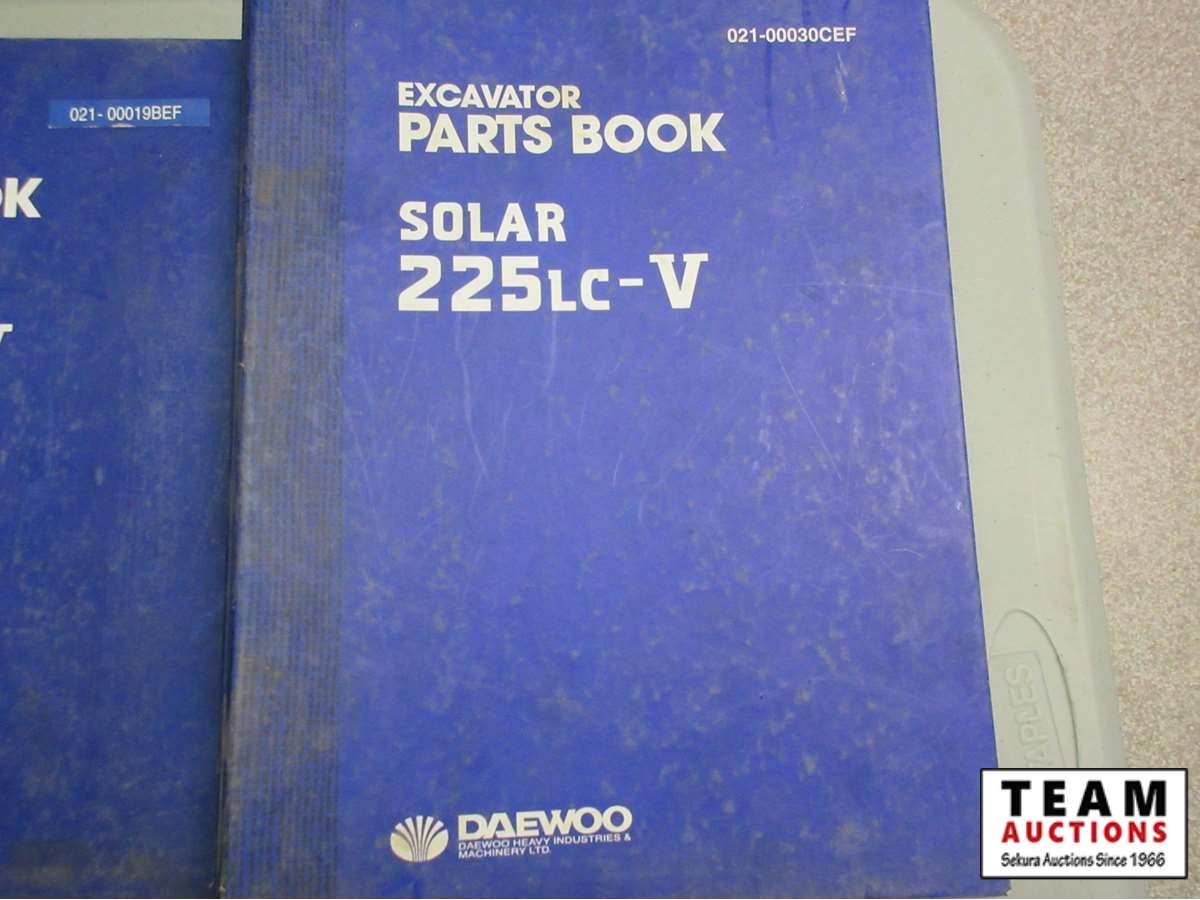 021-00019BEF
OK
021-00030CEF
EXCAVATOR
PARTS BOOK
SOLAR
225LC-V
DAEWOO
DAEWOO HEAVY INDUSTRIES &
MACHINERY LTD.
TEAM
AUCTIONS
Sekura Auctions Since 1966